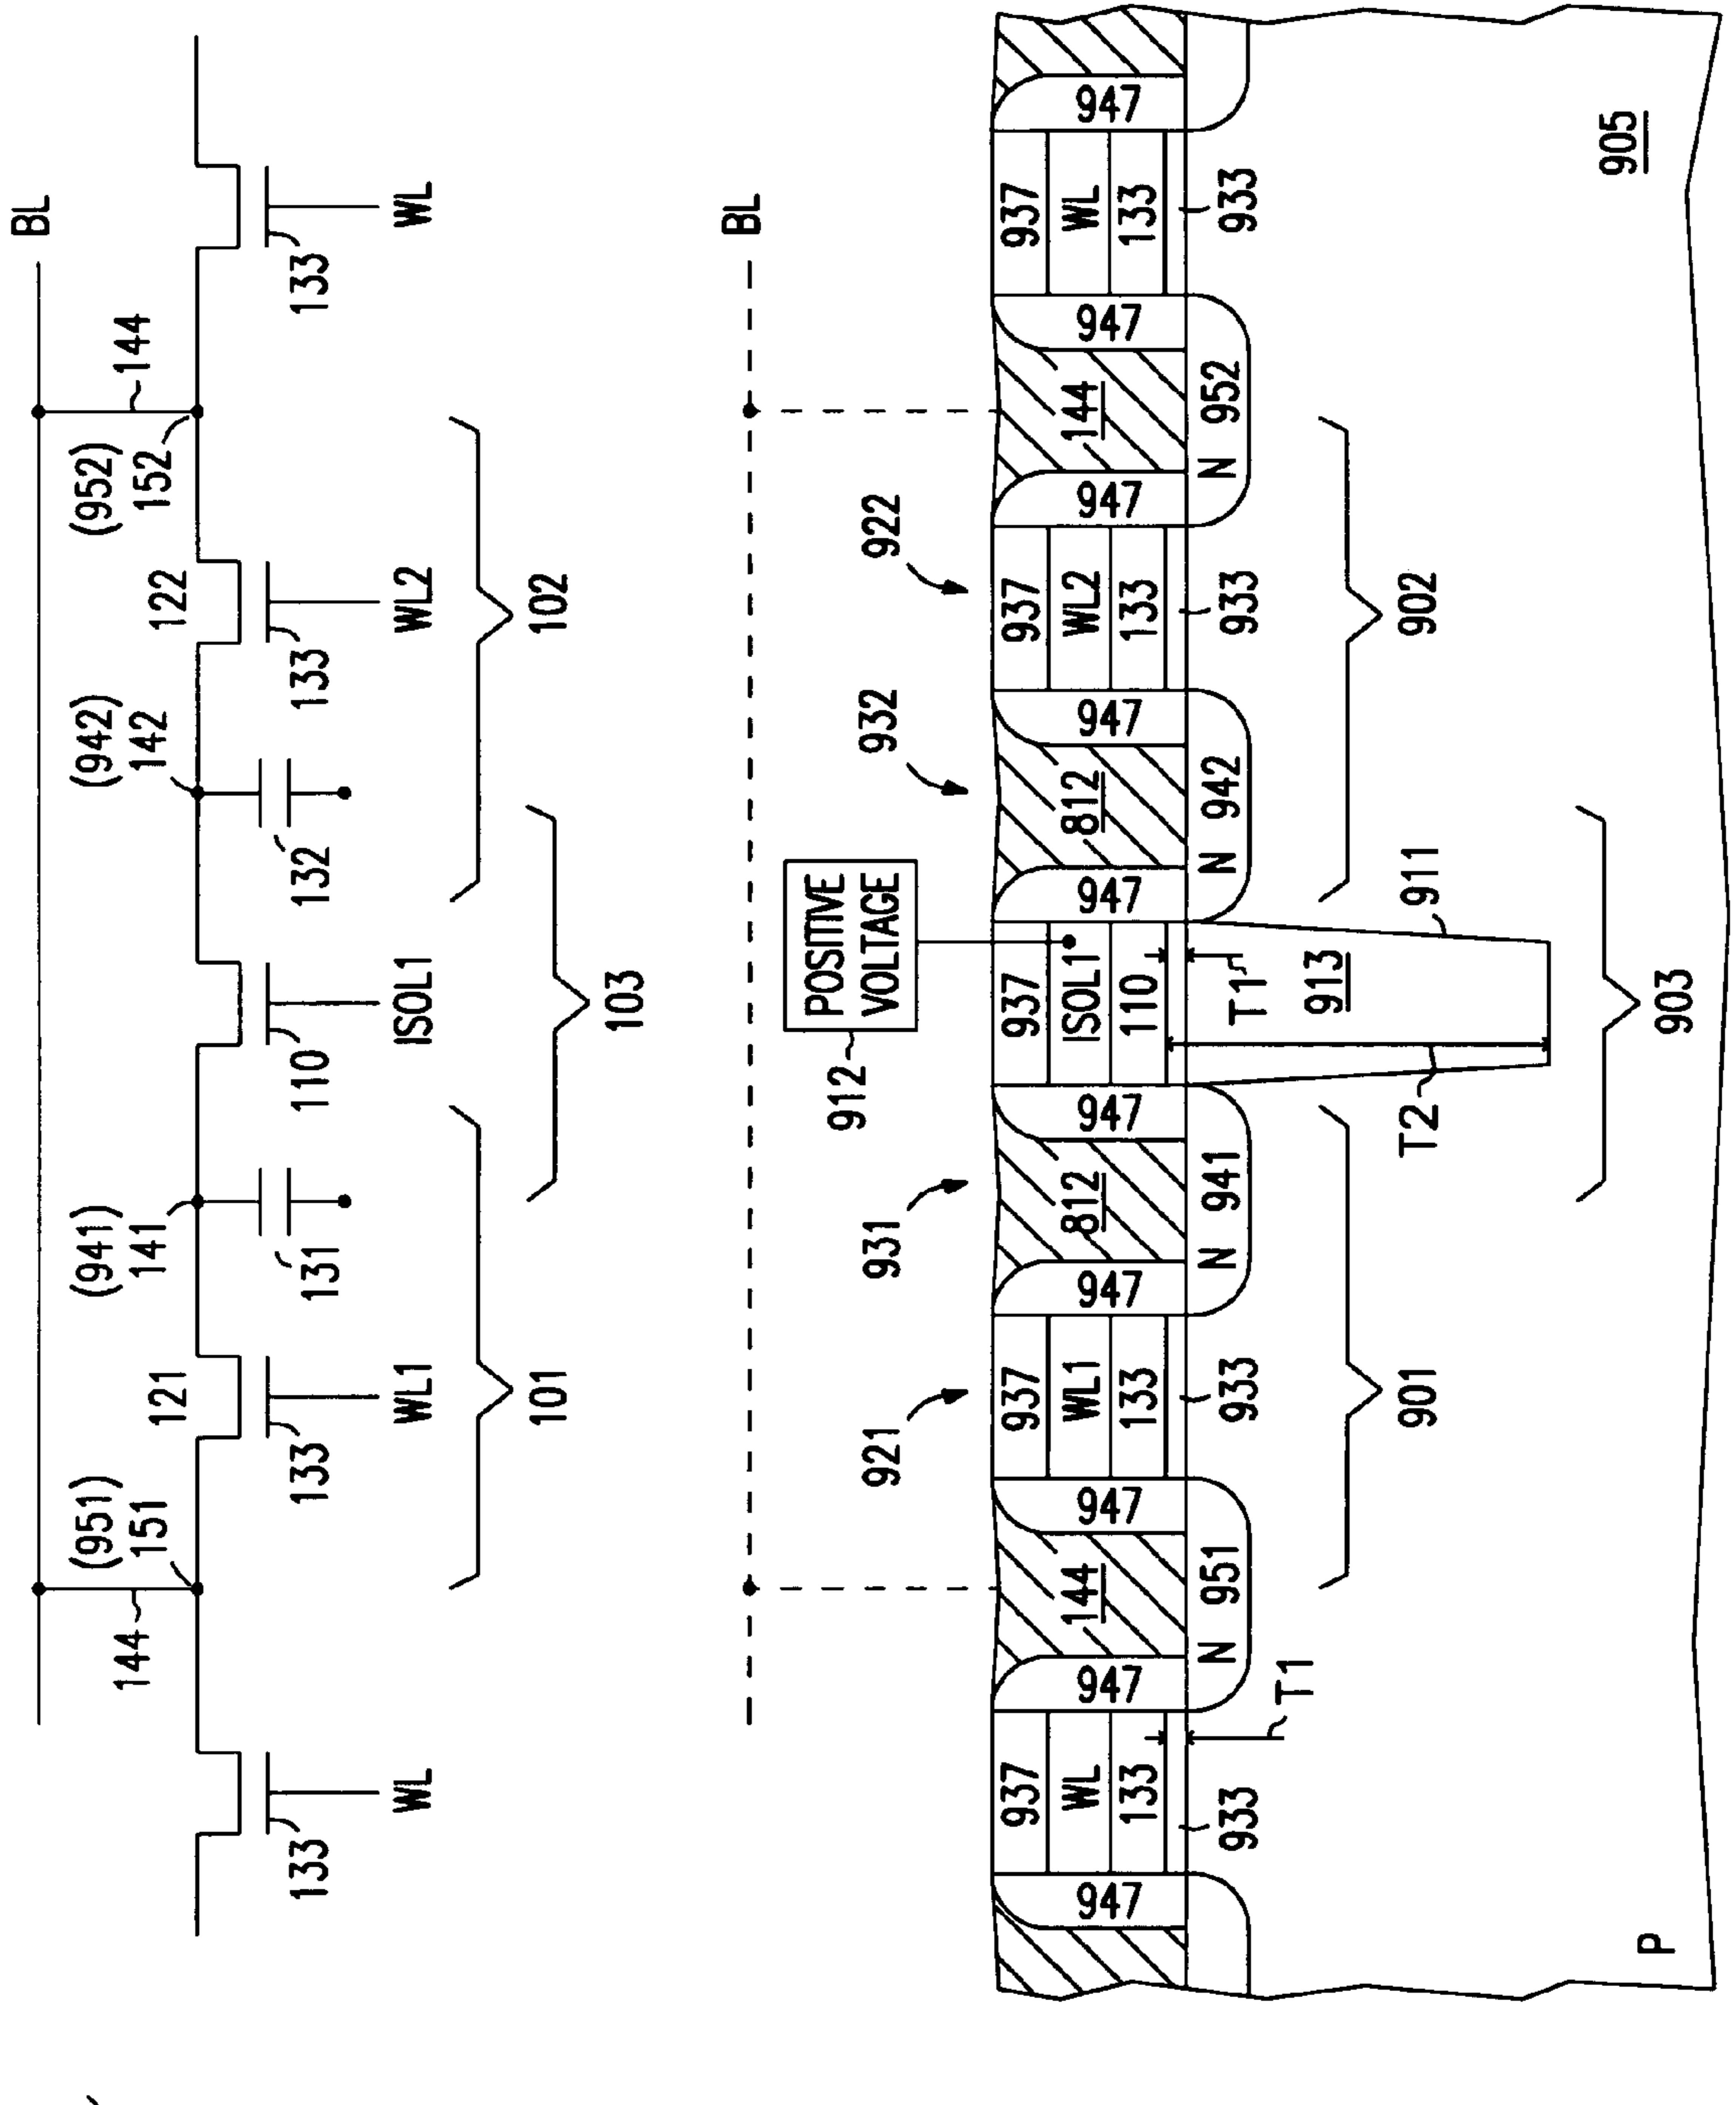 BL
144
(951)
151
(941)
141
(942)
142
(952)
152
144
121
122
133
133
131
110
132
133
133
WL
WL1
ISOL1
WL2
WL
101
102
103
BL
912
POSITIVE
VOLTAGE
921
931
932
922
937
937
937
937
937
947
947
144
947
947
812
947
947
812
947
947
144
947
947
WL
WL1
ISOL1
WL2
WL
133
133
110
133
133
933
N
951
933
N
941
T1
N
942
933
N
952
933
T1
913
T2
911
901
902
903
P
905